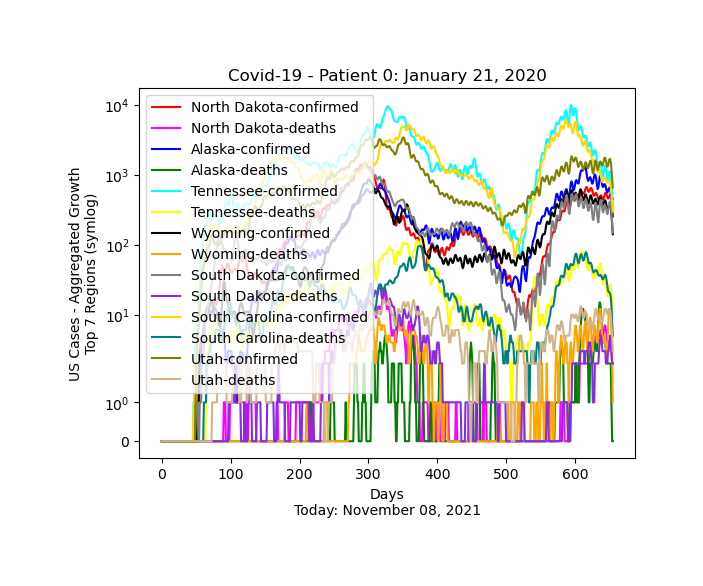 Covid-19 - Patient 0: January 21, 2020
US Cases - Aggregated Growth
Top 7 Regions (symlog)
10⁴
10³
10²
10¹
10⁰
0
North Dakota-confirmed
North Dakota-deaths
Alaska-confirmed
Alaska-deaths
Tennessee-confirmed
Tennessee-deaths
Wyoming-confirmed
Wyoming-deaths
South Dakota-confirmed
South Dakota-deaths
South Carolina-confirmed
South Carolina-deaths
Utah-confirmed
Utah-deaths
0 100 200 300 400 500 600
Days
Today: November 08, 2021